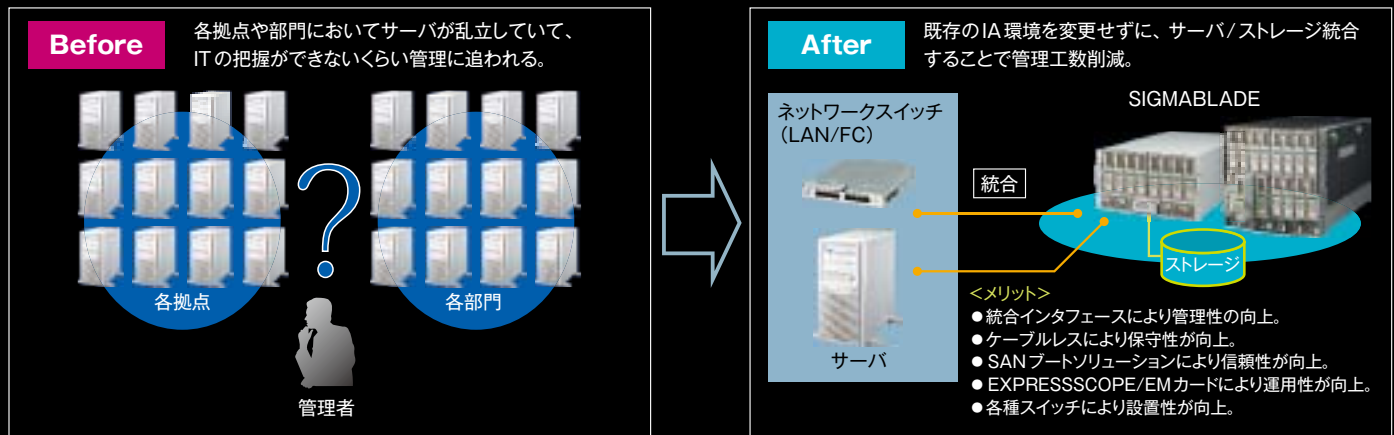 Before
各拠点や部門においてサーバが乱立していて、
ITの把握ができないくらい管理に追われる。
?
各拠点
各部門
管理者
After
既存のIA環境を変更せずに、サーバ/ストレージ統合
することで管理工数削減。
ネットワークスイッチ
(LAN/FC)
サーバ
統合
SIGMABLADE
ストレージ
<メリット>
●統合インタフェースにより管理性の向上。
●ケーブルレスにより保守性が向上。
●SANブートソリューションにより信頼性が向上。
●EXPRESSSCOPE/EMカードにより運用性が向上。
●各種スイッチにより設置性が向上。